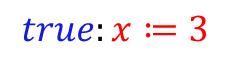 true: x := 3